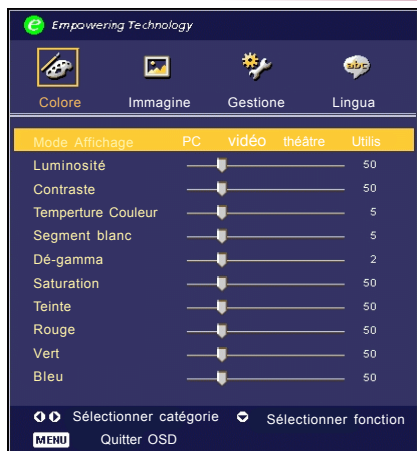 e Empowering Technology
abc
Colore Immagine Gestione Lingua
Mode Affichage PC vidéo théâtre Utilis
Luminosité 50
Contraste 50
Temperture Couleur 5
Segment blanc 5
Dé-gamma 2
Saturation 50
Teinte 50
Rouge 50
Vert 50
Bleu 50
Sélectionner catégorie Sélectionner fonction
MENU Quitter OSD